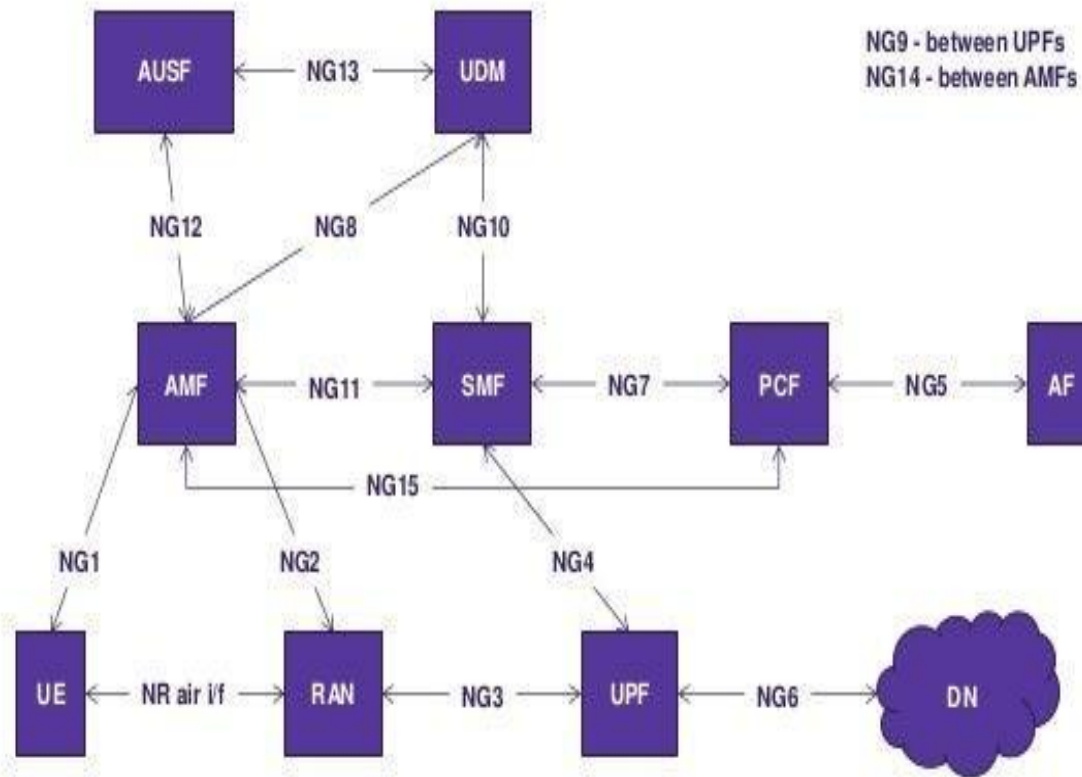 NG9 - between UPFs
NG14 - between AMFs
AUSF
NG13
UDM
NG12
NG8
NG10
AMF
NG11
SMF
NG7
PCF
NG5
AF
NG15
NG1
NG2
NG4
UE
NR air i/f
RAN
NG3
UPF
NG6
DN